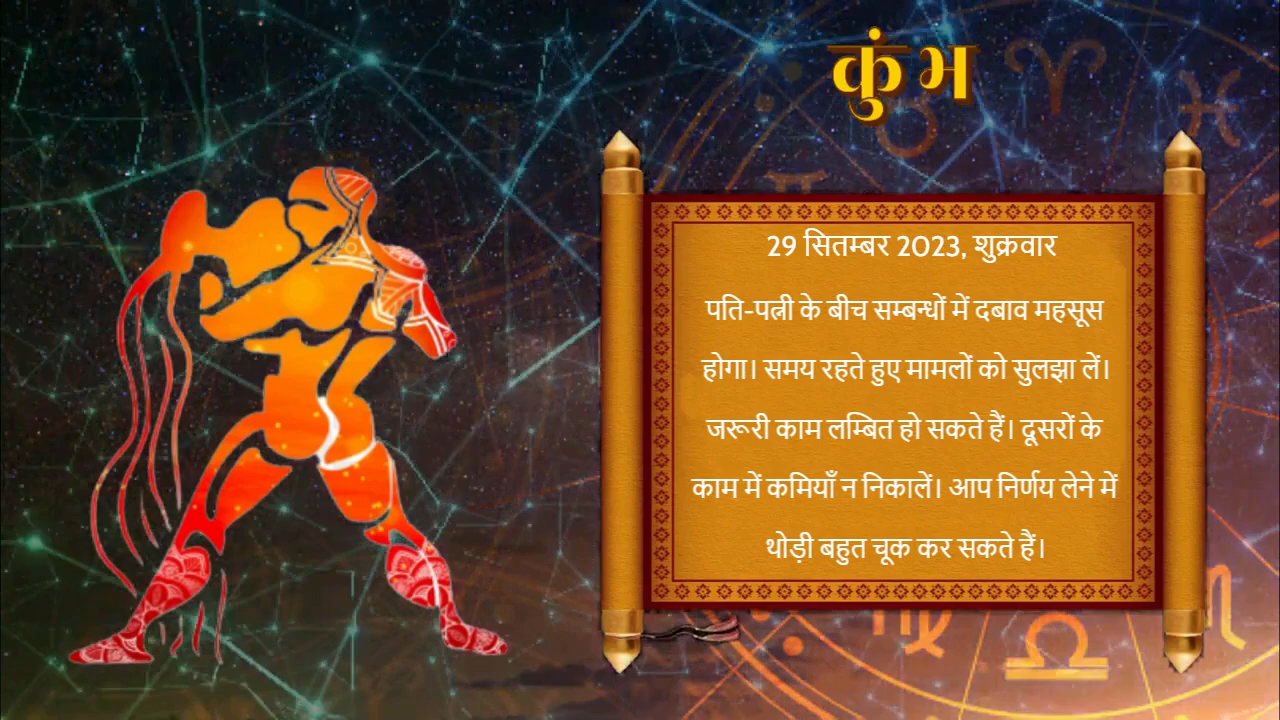 कुंभ
29 सितम्बर 2023, शुक्रवार
पति-पत्नी के बीच सम्बन्धों में दबाव महसूस
होगा। समय रहते हुए मामलों को सुलझा लें।
जरूरी काम लम्बित हो सकते हैं। दूसरों के
काम में कमियाँ न निकालें। आप निर्णय लेने में
थोड़ी बहुत चूक कर सकते हैं।